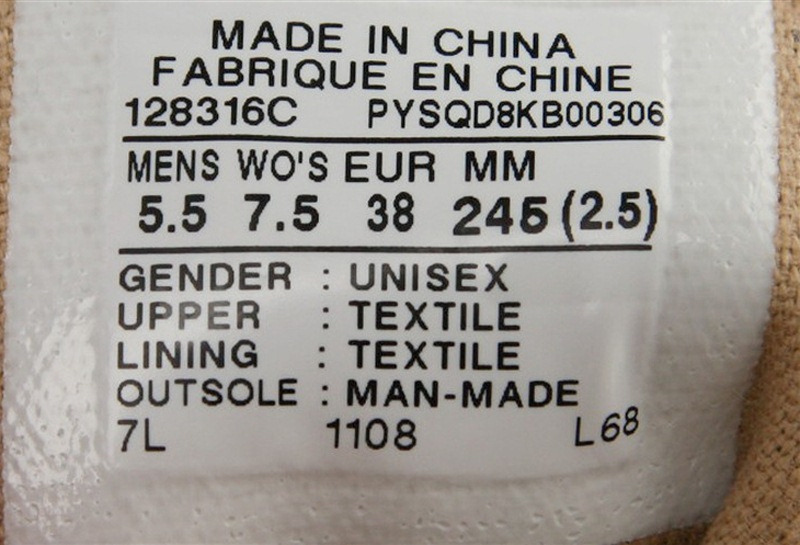 MADE IN CHINA
FABRIQUE EN CHINE
128316C PYSQD8KB00306
MENS WO'S EUR MM
5.5 7.5 38 245 (2.5)
GENDER : UNISEX
UPPER : TEXTILE
LINING : TEXTILE
OUTSOLE : MAN-MADE
7L 1108 L68